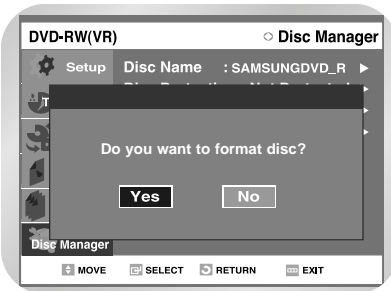 DVD-RW(VR) Disc Manager
Setup Disc Name : SAMSUNGDVD_R
Do you want to format disc?
Yes No
Disc Manager
MOVE SELECT RETURN EXIT